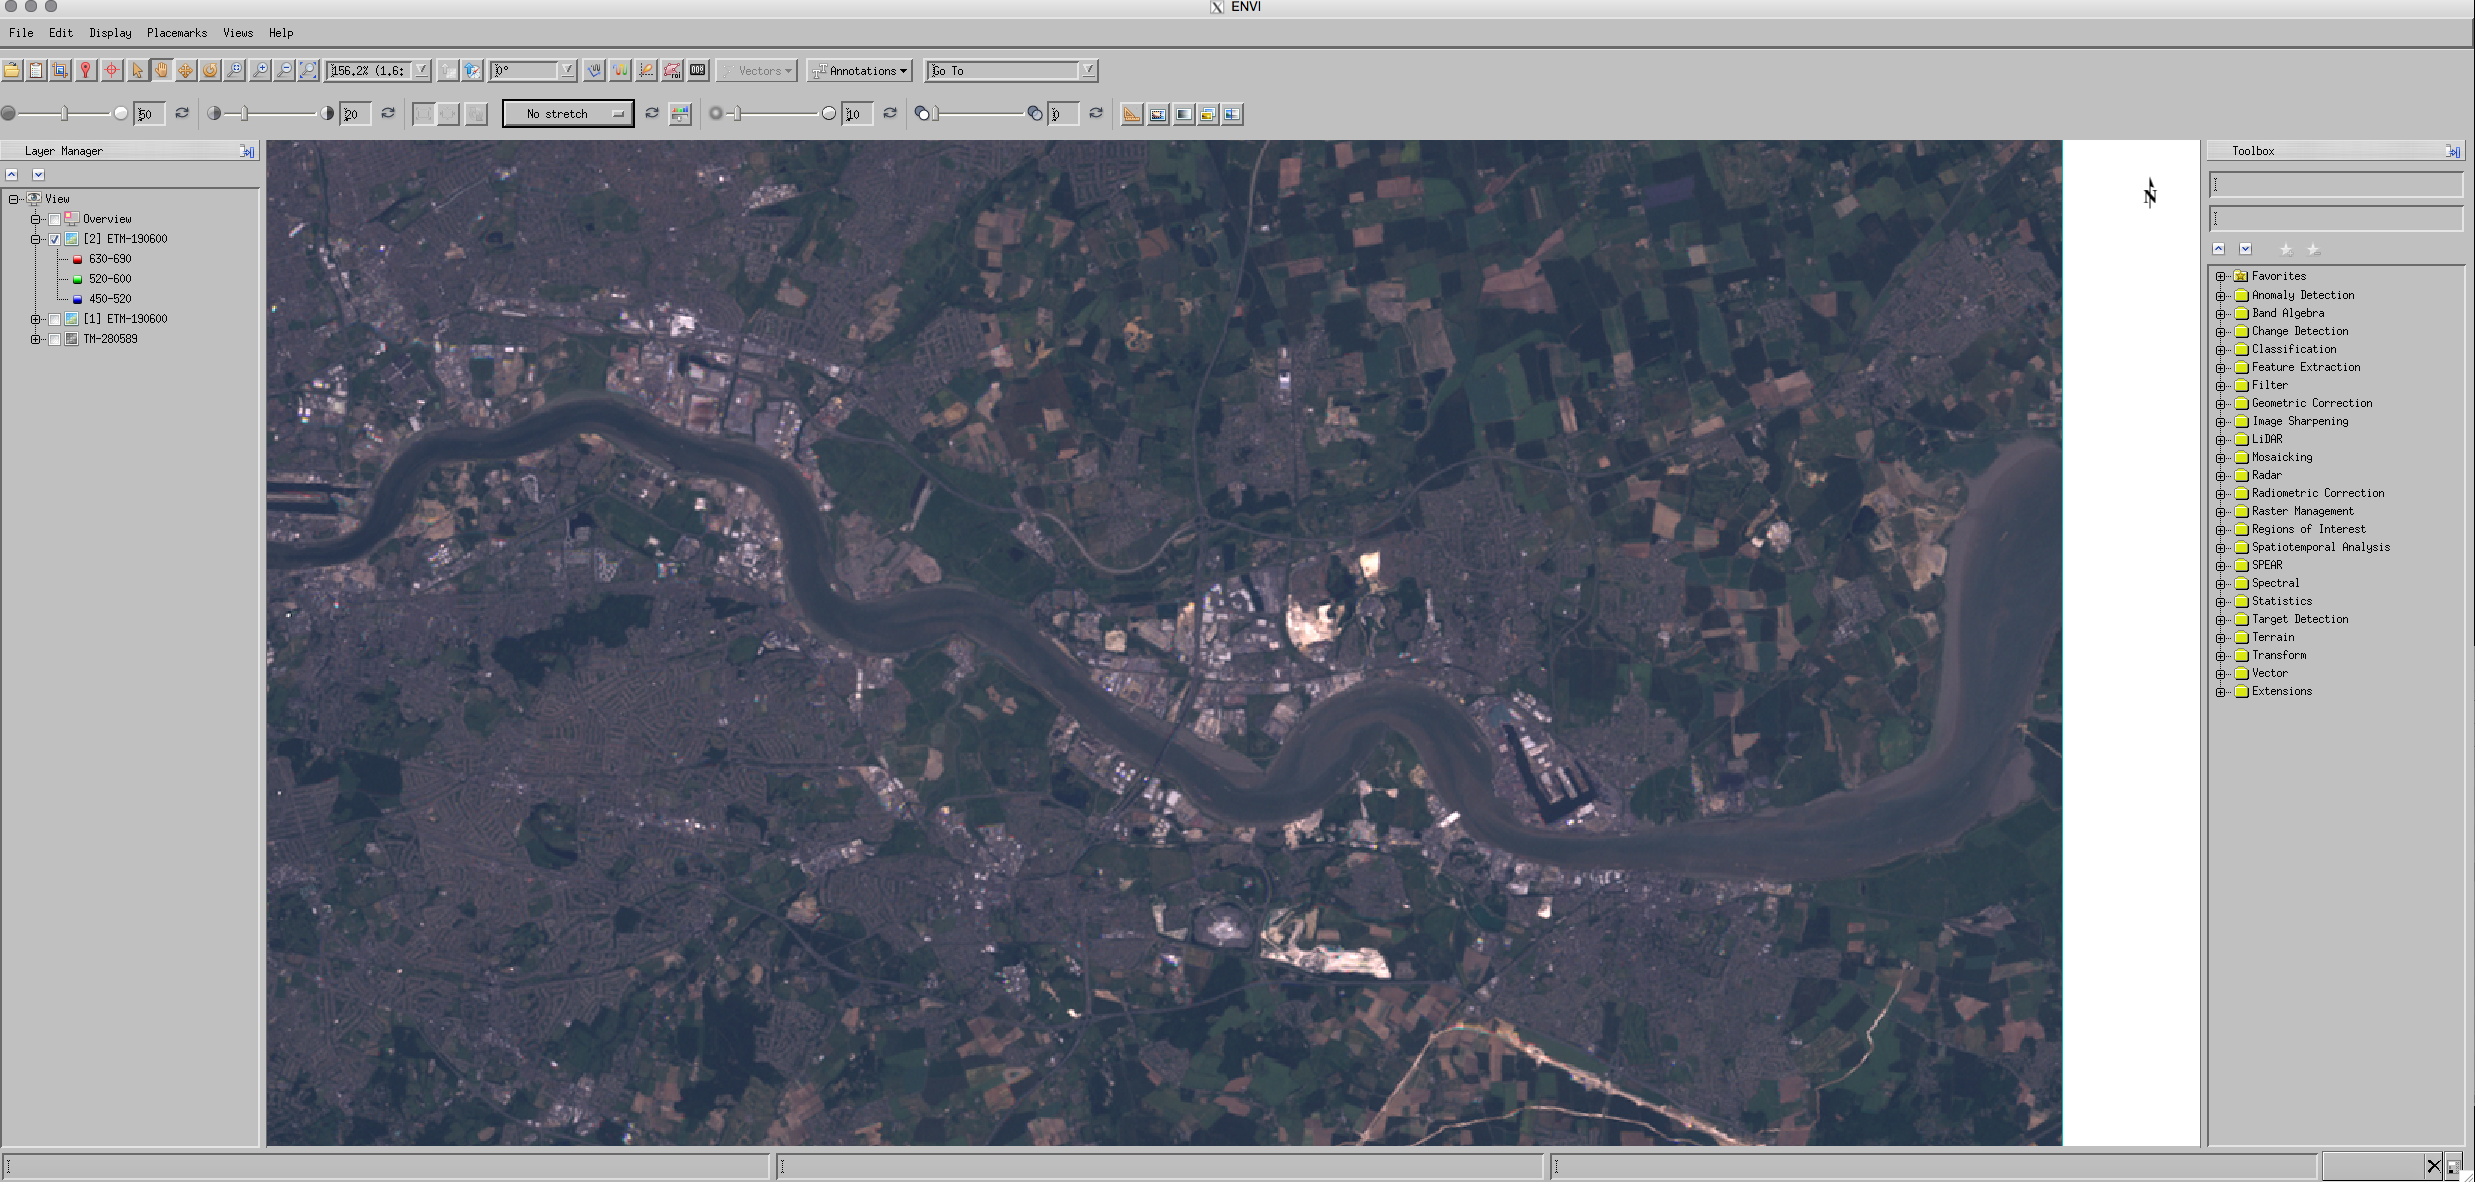 X ENVI
File Edit Display Placemarks Views Help
156.2% (1.6: 0° Vectors Annotations Go To
50 20 No stretch 10 0
Layer Manager
View
Overview
[2] ETM-190600
630-690
520-600
450-520
[1] ETM-190600
TM-280589
N
Toolbox
Favorites
Anomaly Detection
Band Algebra
Change Detection
Classification
Feature Extraction
Filter
Geometric Correction
Image Sharpening
LiDAR
Mosaicking
Radar
Radiometric Correction
Raster Management
Regions of Interest
Spatiotemporal Analysis
SPEAR
Spectral
Statistics
Target Detection
Terrain
Transform
Vector
Extensions